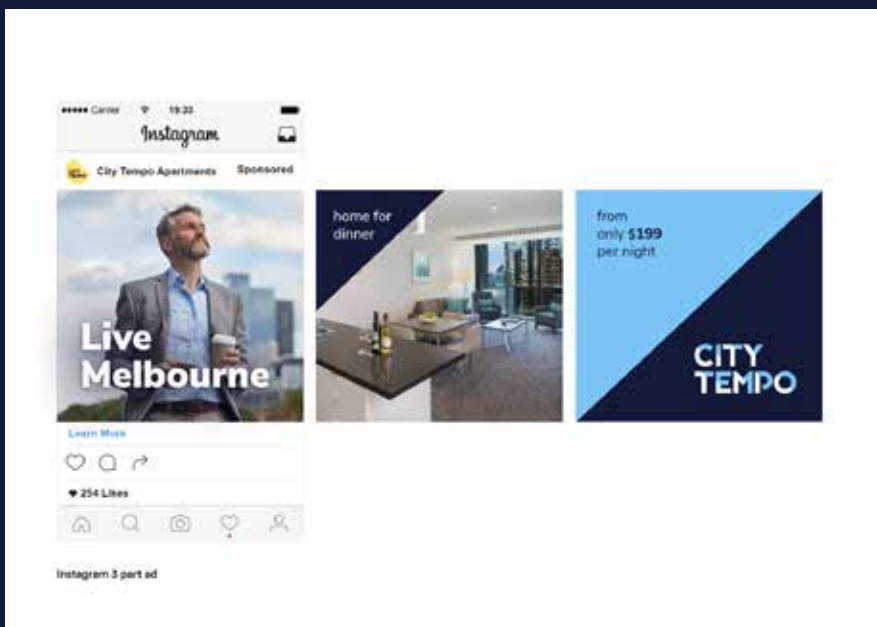 Carrier 19:33
Instagram
City Tempo Apartments Sponsored
Live
Melbourne
Learn More
254 Likes
home for
dinner
from
only $199
per night
CITY
TEMPO
Instagram 3 part ad